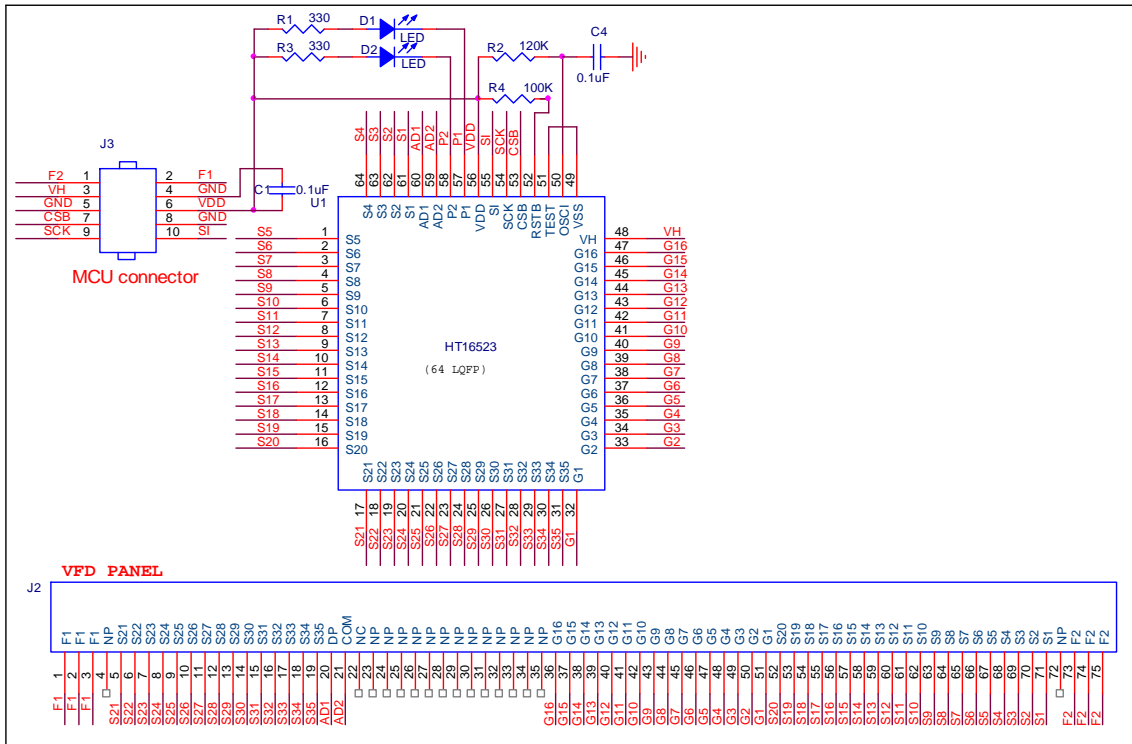 R1 330 D1 LED
R3 330 D2 LED
R2 120K
C4 0.1uF
R4 100K
S4 S3 S2 S1 AD1 AD2 P2 P1 VDD SI SCK CSB
64 63 62 61 60 59 58 57 56 55 54 53 52 51 50 49
S4 S3 S2 S1 AD1 AD2 P2 P1 VDD SI SCK CSB RSTB TEST OSCI VSS
J3
F2 1 2 F1
VH 3 4 GND
GND 5 6 VDD
CSB 7 8 GND
SCK 9 10 SI
MCU connector
C1 0.1uF
U1
S5 1 S5 VH 48 VH
S6 2 S6 G16 47 G16
S7 3 S7 G15 46 G15
S8 4 S8 G14 45 G14
S9 5 S9 G13 44 G13
S10 6 S10 G12 43 G12
S11 7 S11 G11 42 G11
S12 8 S12 G10 41 G10
S13 9 S13 G9 40 G9
S14 10 S14 G8 39 G8
S15 11 S15 G7 38 G7
S16 12 S16 G6 37 G6
S17 13 S17 G5 36 G5
S18 14 S18 G4 35 G4
S19 15 S19 G3 34 G3
S20 16 S20 G2 33 G2
HT16523
(64 LQFP)
S21 S22 S23 S24 S25 S26 S27 S28 S29 S30 S31 S32 S33 S34 S35 G1
17 18 19 20 21 22 23 24 25 26 27 28 29 30 31 32
S21 S22 S23 S24 S25 S26 S27 S28 S29 S30 S31 S32 S33 S34 S35 G1
VFD PANEL
J2
F1 F1 F1 NP S21 S22 S23 S24 S25 S26 S27 S28 S29 S30 S31 S32 S33 S34 S35 DP COM NC NP NP NP NP NP NP NP NP NP NP NP NP NP G16 G15 G14 G13 G12 G11 G10 G9 G8 G7 G6 G5 G4 G3 G2 G1 S20 S19 S18 S17 S16 S15 S14 S13 S12 S11 S10 S9 S8 S7 S6 S5 S4 S3 S2 S1 NP F2 F2 F2
1 2 3 4 5 6 7 8 9 10 11 12 13 14 15 16 17 18 19 20 21 22 23 24 25 26 27 28 29 30 31 32 33 34 35 36 37 38 39 40 41 42 43 44 45 46 47 48 49 50 51 52 53 54 55 56 57 58 59 60 61 62 63 64 65 66 67 68 69 70 71 72 73 74 75
F1 F1 F1 S21 S22 S23 S24 S25 S26 S27 S28 S29 S30 S31 S32 S33 S34 S35 AD1 AD2 G16 G15 G14 G13 G12 G11 G10 G9 G8 G7 G6 G5 G4 G3 G2 G1 S20 S19 S18 S17 S16 S15 S14 S13 S12 S11 S10 S9 S8 S7 S6 S5 S4 S3 S2 S1 F2 F2 F2